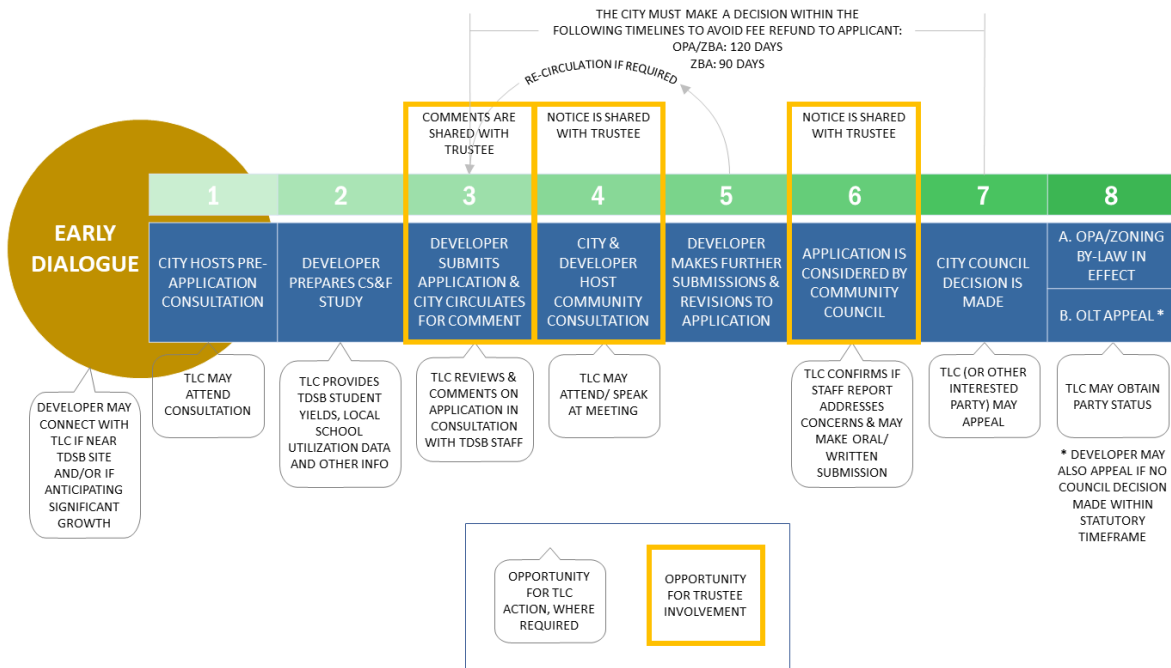 THE CITY MUST MAKE A DECISION WITHIN THE
FOLLOWING TIMELINES TO AVOID FEE REFUND TO APPLICANT:
OPA/ZBA: 120 DAYS
ZBA: 90 DAYS
RE-CIRCULATION IF REQUIRED
COMMENTS ARE
SHARED WITH
TRUSTEE
NOTICE IS SHARED
WITH TRUSTEE
NOTICE IS SHARED
WITH TRUSTEE
EARLY
DIALOGUE
1
2
3
4
5
6
7
8
CITY HOSTS PRE-
APPLICATION
CONSULTATION
DEVELOPER
PREPARES CS&F
STUDY
DEVELOPER
SUBMITS
APPLICATION &
CITY CIRCULATES
FOR COMMENT
CITY &
DEVELOPER
HOST
COMMUNITY
CONSULTATION
DEVELOPER
MAKES FURTHER
SUBMISSIONS &
REVISIONS TO
APPLICATION
APPLICATION IS
CONSIDERED BY
COMMUNITY
COUNCIL
CITY COUNCIL
DECISION IS
MADE
A. OPA/ZONING
BY-LAW IN
EFFECT
B. OLT APPEAL *
DEVELOPER MAY
CONNECT WITH
TLC IF NEAR
TDSB SITE
AND/OR IF
ANTICIPATING
SIGNIFICANT
GROWTH
TLC MAY
ATTEND
CONSULTATION
TLC PROVIDES
TDSB STUDENT
YIELDS, LOCAL
SCHOOL
UTILIZATION DATA
AND OTHER INFO
TLC REVIEWS &
COMMENTS ON
APPLICATION IN
CONSULTATION
WITH TDSB STAFF
TLC MAY
ATTEND/ SPEAK
AT MEETING
TLC CONFIRMS IF
STAFF REPORT
ADDRESSES
CONCERNS & MAY
MAKE ORAL/
WRITTEN
SUBMISSION
TLC (OR OTHER
INTERESTED
PARTY) MAY
APPEAL
TLC MAY OBTAIN
PARTY STATUS
* DEVELOPER MAY
ALSO APPEAL IF NO
COUNCIL DECISION
MADE WITHIN
STATUTORY
TIMEFRAME
OPPORTUNITY
FOR TLC
ACTION, WHERE
REQUIRED
OPPORTUNITY
FOR TRUSTEE
INVOLVEMENT